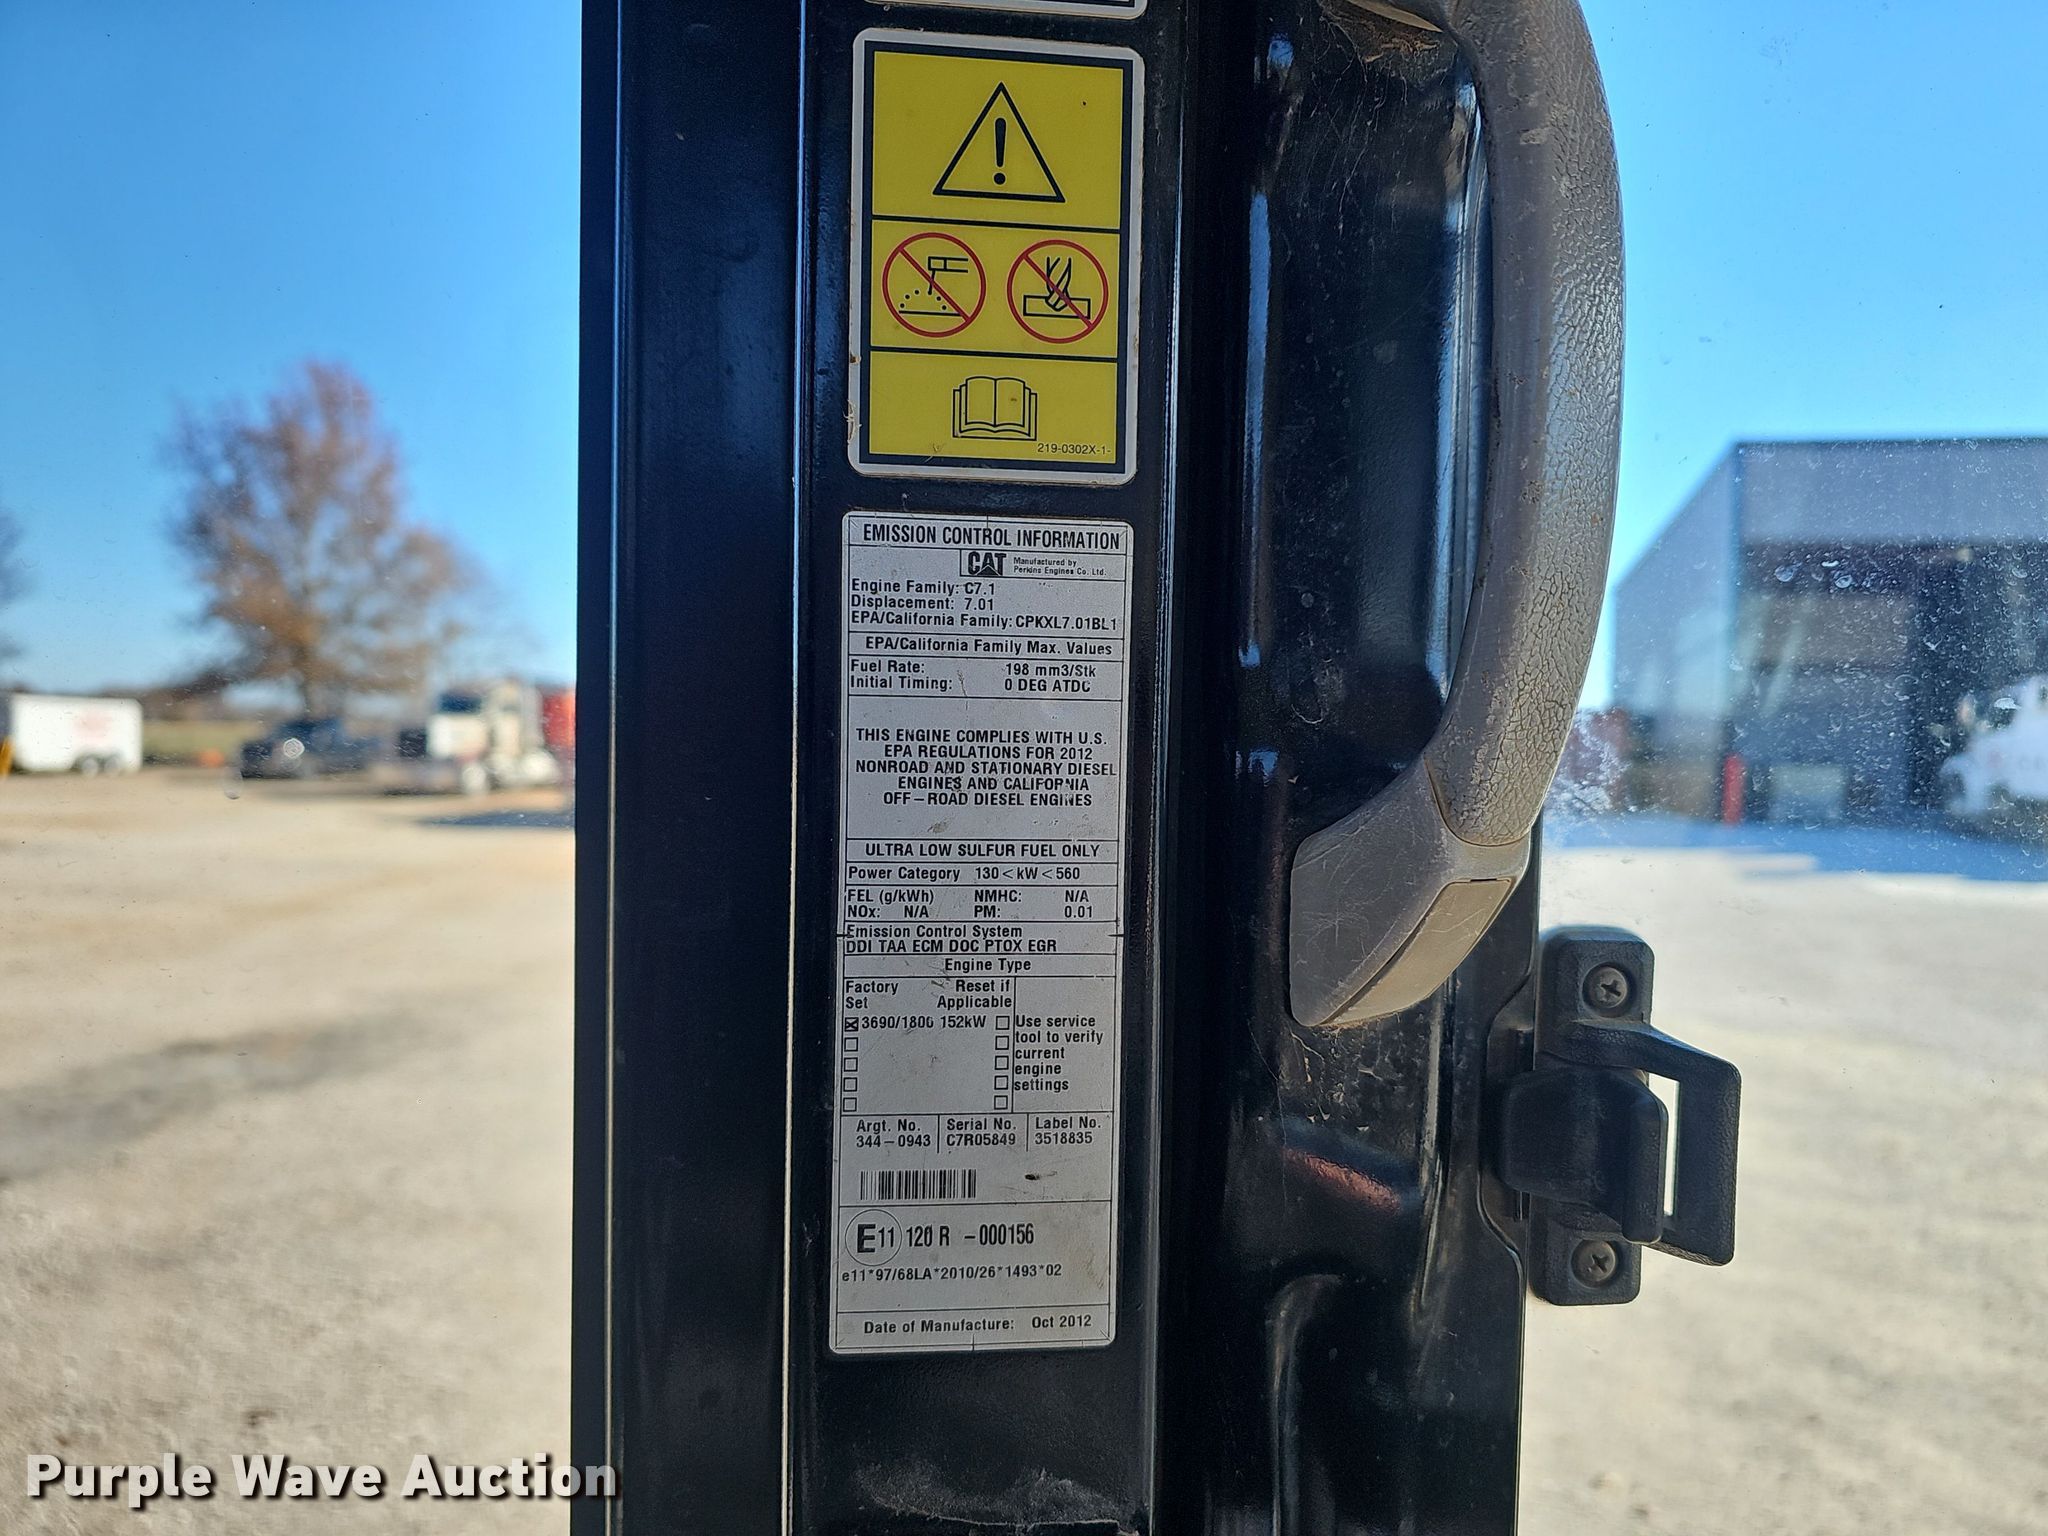 219-0302X-1-
EMISSION CONTROL INFORMATION
CAT Manufactured by
Perkins Engines Co. Ltd.
Engine Family: C7.1
Displacement: 7.01
EPA/California Family: CPKXL7.01BL1
EPA/California Family Max. Values
Fuel Rate: 198 mm3/Stk
Initial Timing: 0 DEG ATDC
THIS ENGINE COMPLIES WITH U.S.
EPA REGULATIONS FOR 2012
NONROAD AND STATIONARY DIESEL
ENGINES AND CALIFORNIA
OFF-ROAD DIESEL ENGINES
ULTRA LOW SULFUR FUEL ONLY
Power Category 130<kW<560
FEL (g/kWh) NMHC: N/A
NOx: N/A PM: 0.01
Emission Control System
DDI TAA ECM DOC PTOX EGR
Engine Type
Factory Reset if
Set Applicable
3690/1800 152kW
Use service
tool to verify
current
engine
settings
Argt. No. Serial No. Label No.
344-0943 C7R05849 3518835
E11 120 R -000156
e11*97/68LA*2010/26*1493*02
Date of Manufacture: Oct 2012
Purple Wave Auction